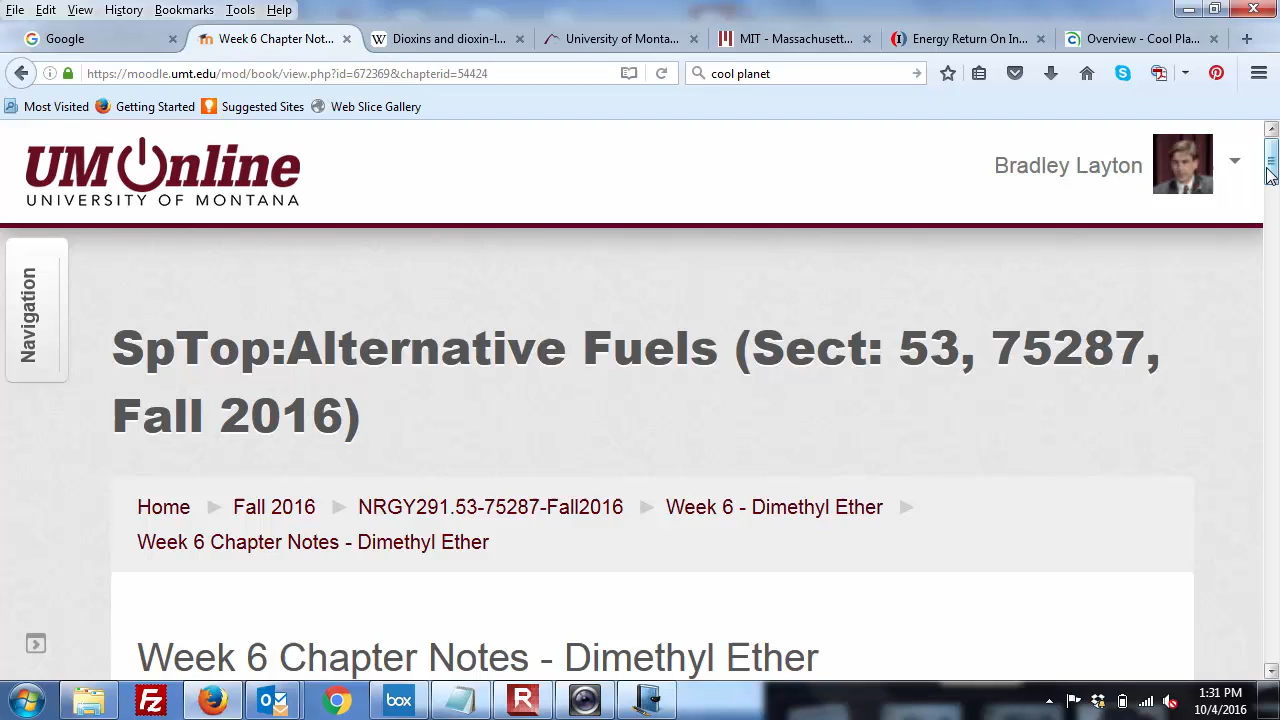 File Edit View History Bookmarks Tools Help
Google
Week 6 Chapter Not...
Dioxins and dioxin-l...
University of Monta...
MIT - Massachusett...
Energy Return On In...
Overview - Cool Pla...
https://moodle.umt.edu/mod/book/view.php?id=672369&chapterid=54424
cool planet
Most Visited Getting Started Suggested Sites Web Slice Gallery
UM Online
UNIVERSITY OF MONTANA
Bradley Layton
Navigation
SpTop:Alternative Fuels (Sect: 53, 75287,
Fall 2016)
Home Fall 2016 NRGY291.53-75287-Fall2016 Week 6 - Dimethyl Ether
Week 6 Chapter Notes - Dimethyl Ether
Week 6 Chapter Notes - Dimethyl Ether
Fz
box
R
1:31 PM
10/4/2016